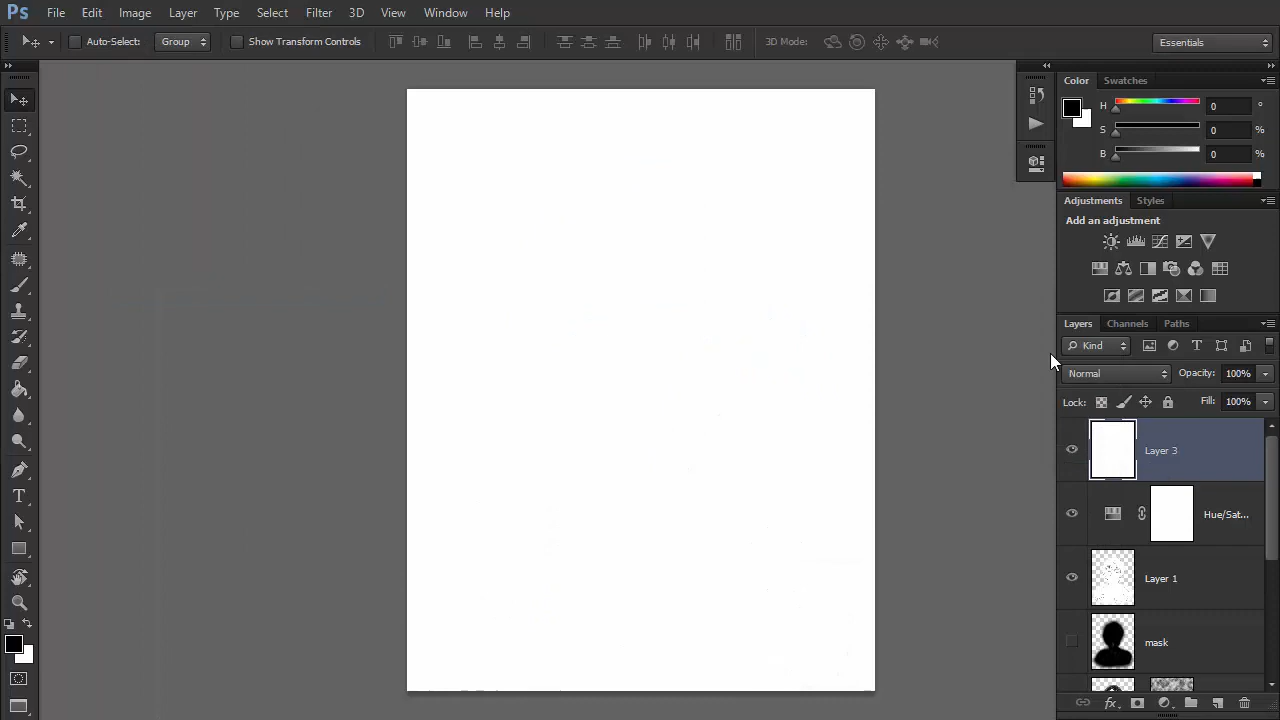 Ps File Edit Image Layer Type Select Filter 3D View Window Help
Auto-Select: Group Show Transform Controls 3D Mode: Essentials
Color Swatches
H 0 °
S 0 %
B 0 %
Adjustments Styles
Add an adjustment
Layers Channels Paths
Kind
Normal Opacity: 100%
Lock: Fill: 100%
Layer 3
Hue/Sat...
Layer 1
mask
fx